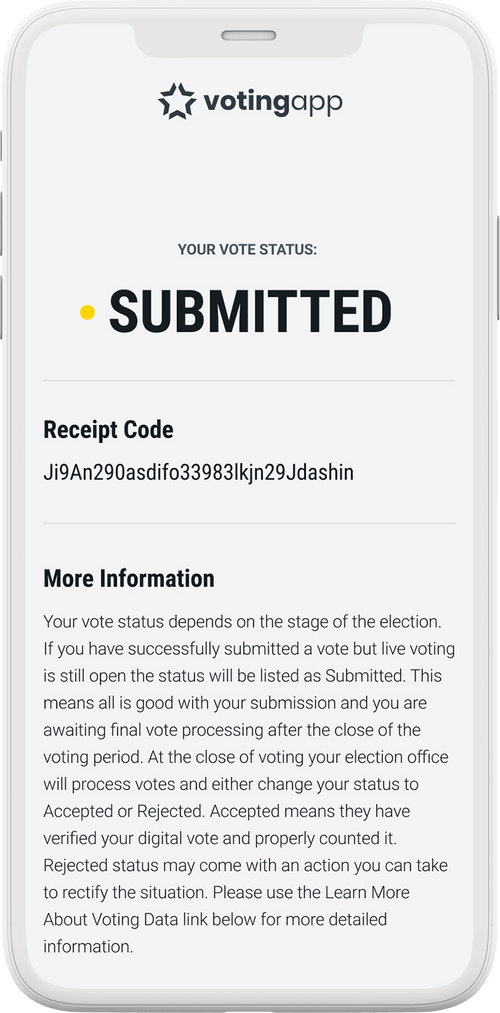 votingapp
YOUR VOTE STATUS:
SUBMITTED
Receipt Code
Ji9An290asdifo33983lkjn29Jdashin
More Information
Your vote status depends on the stage of the election.
If you have successfully submitted a vote but live voting
is still open the status will be listed as Submitted. This
means all is good with your submission and you are
awaiting final vote processing after the close of the
voting period. At the close of voting your election office
will process votes and either change your status to
Accepted or Rejected. Accepted means they have
verified your digital vote and properly counted it.
Rejected status may come with an action you can take
to rectify the situation. Please use the Learn More
About Voting Data link below for more detailed
information.